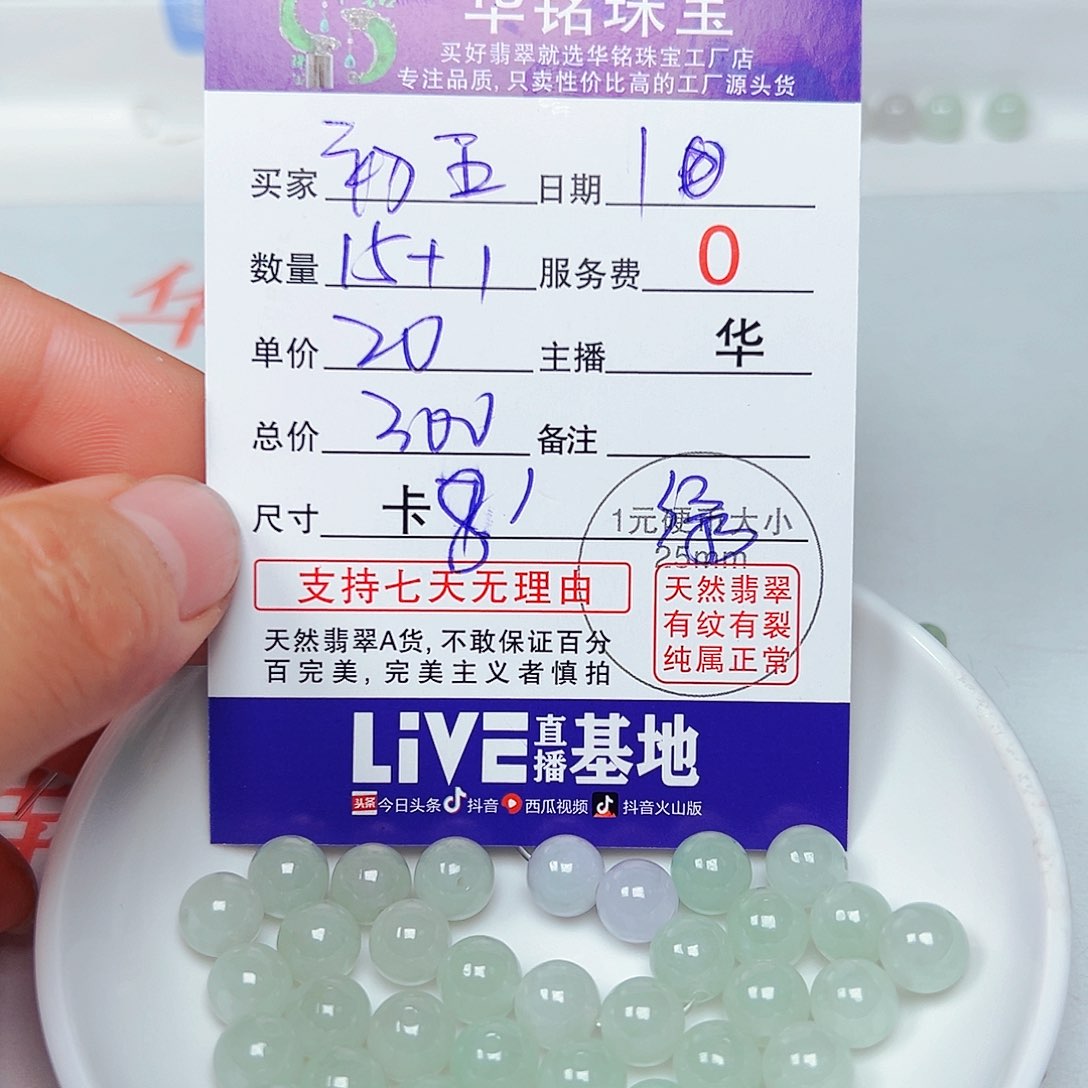 华铭珠宝
买好翡翠就选华铭珠宝工厂店
专注品质,只卖性价比高的工厂源头货
买家 初五 日期 10
数量 15+1 服务费 0
单价 20 主播 华
总价 300 备注
尺寸 卡8 绿
1元硬币大小
25mm
支持七天无理由
天然翡翠
有纹有裂
纯属正常
天然翡翠A货,不敢保证百分
百完美,完美主义者慎拍
LiVE直播基地
头条 今日头条 抖音 西瓜视频 抖音火山版
华